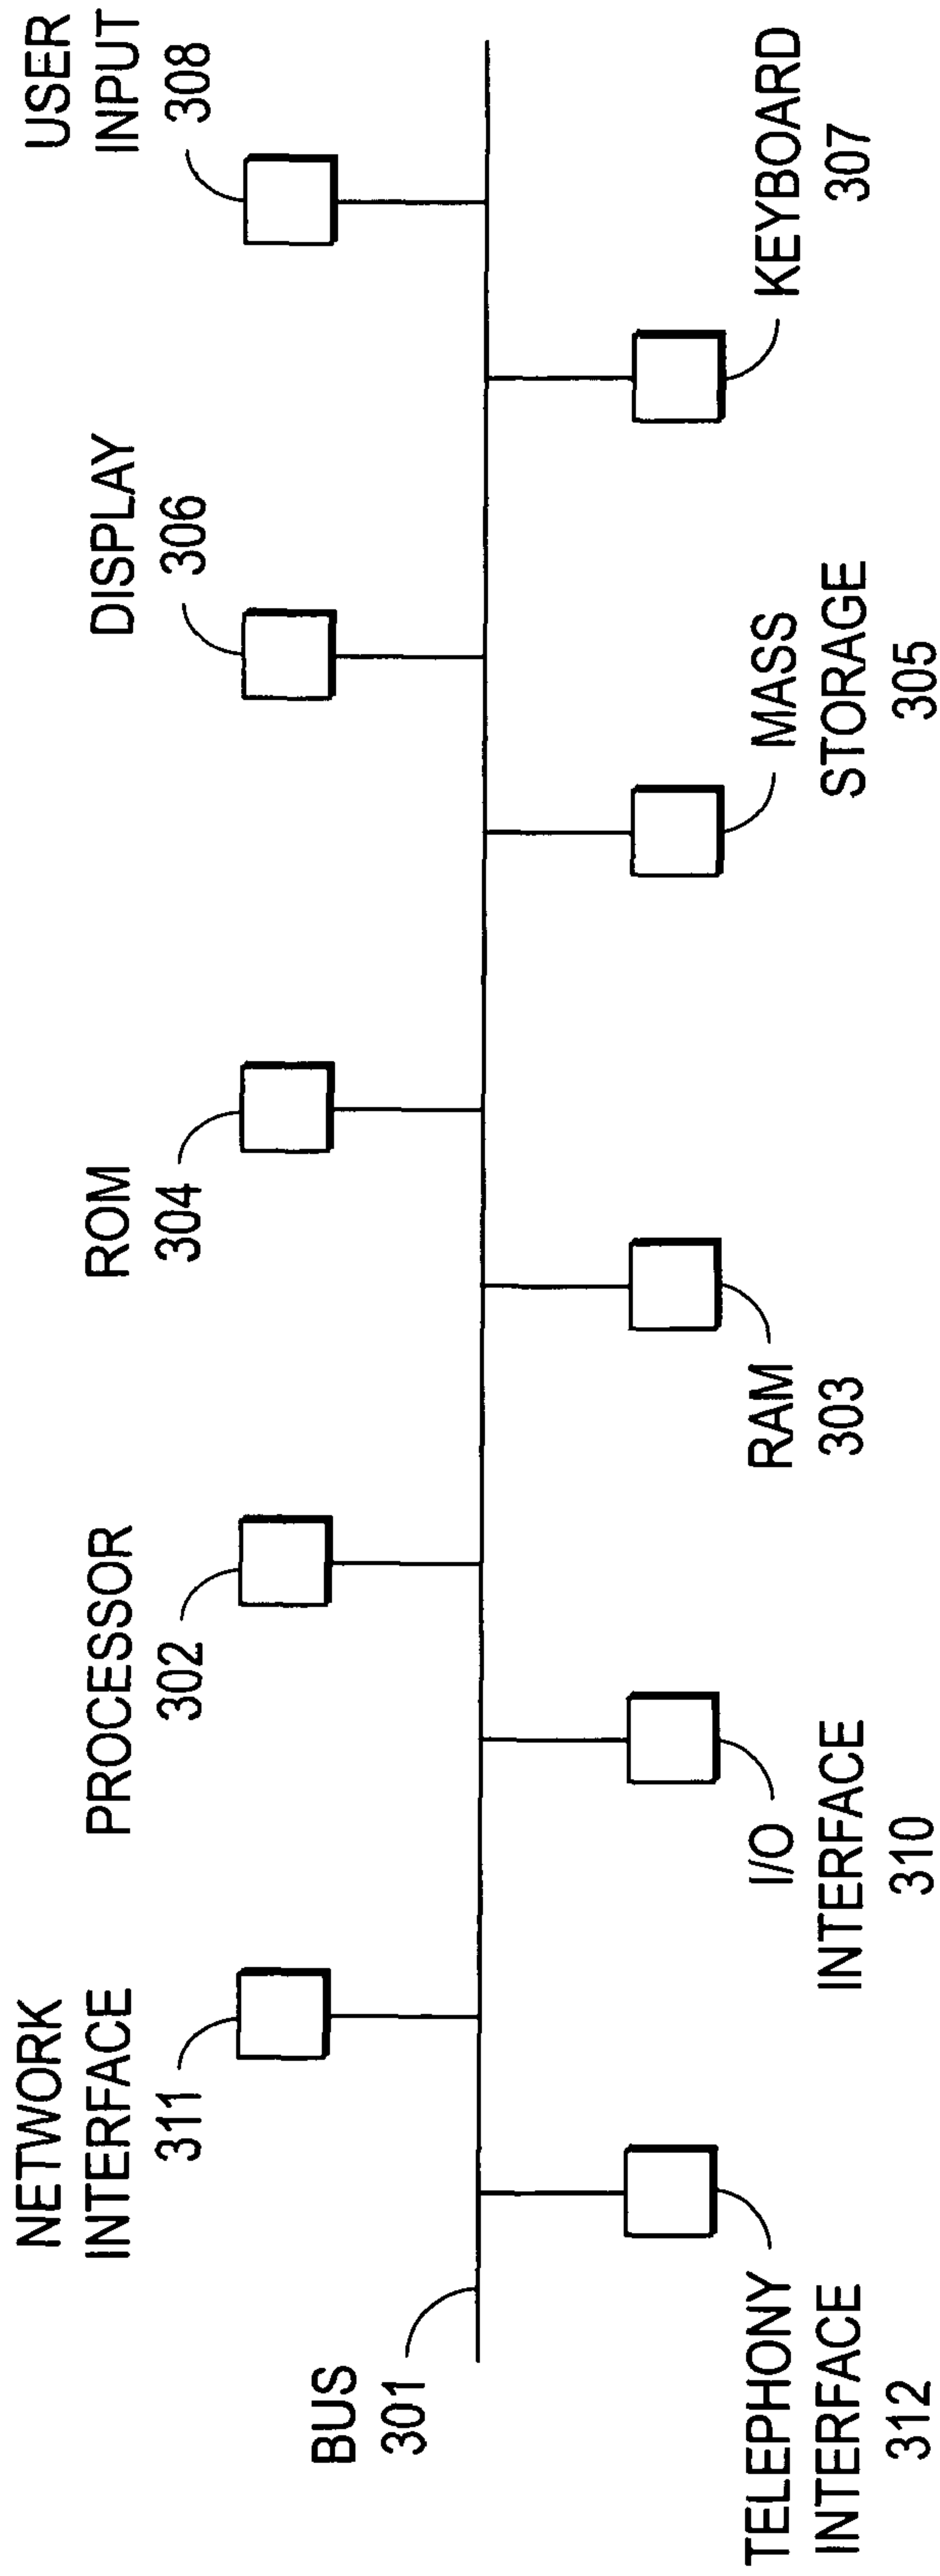 NETWORK
INTERFACE
311
PROCESSOR
302
ROM
304
DISPLAY
306
USER
INPUT
308
BUS
301
TELEPHONY
INTERFACE
312
I/O
INTERFACE
310
RAM
303
MASS
STORAGE
305
KEYBOARD
307